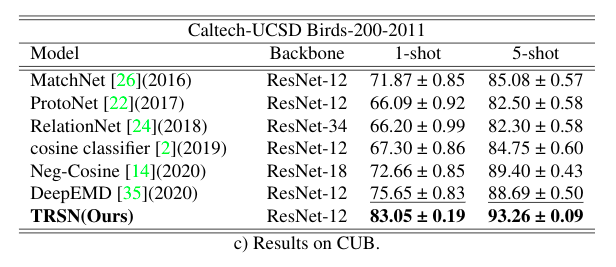 Caltech-UCSD Birds-200-2011
Model Backbone 1-shot 5-shot
MatchNet [26](2016) ResNet-12 71.87 ± 0.85 85.08 ± 0.57
ProtoNet [22](2017) ResNet-12 66.09 ± 0.92 82.50 ± 0.58
RelationNet [24](2018) ResNet-34 66.20 ± 0.99 82.30 ± 0.58
cosine classifier [2](2019) ResNet-12 67.30 ± 0.86 84.75 ± 0.60
Neg-Cosine [14](2020) ResNet-18 72.66 ± 0.85 89.40 ± 0.43
DeepEMD [35](2020) ResNet-12 75.65 ± 0.83 88.69 ± 0.50
TRSN(Ours) ResNet-12 83.05 ± 0.19 93.26 ± 0.09
c) Results on CUB.